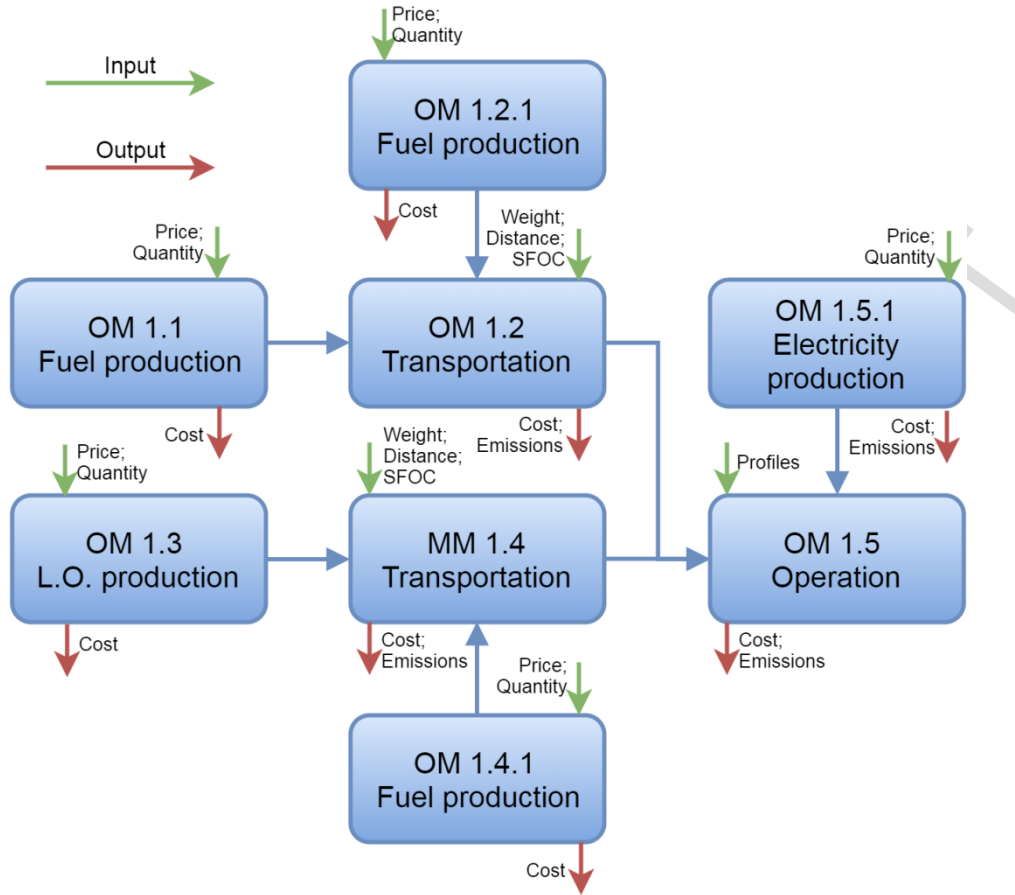 Price;
Quantity
Input
OM 1.2.1
Fuel production
Output
Cost
Weight;
Distance;
SFOC
Price;
Quantity
Price;
Quantity
OM 1.1
Fuel production
OM 1.2
Transportation
OM 1.5.1
Electricity
production
Cost
Cost;
Emissions
Cost;
Emissions
Price;
Quantity
Weight;
Distance;
SFOC
Profiles
OM 1.3
L.O. production
MM 1.4
Transportation
OM 1.5
Operation
Cost
Cost;
Emissions
Cost;
Emissions
Price;
Quantity
OM 1.4.1
Fuel production
Cost